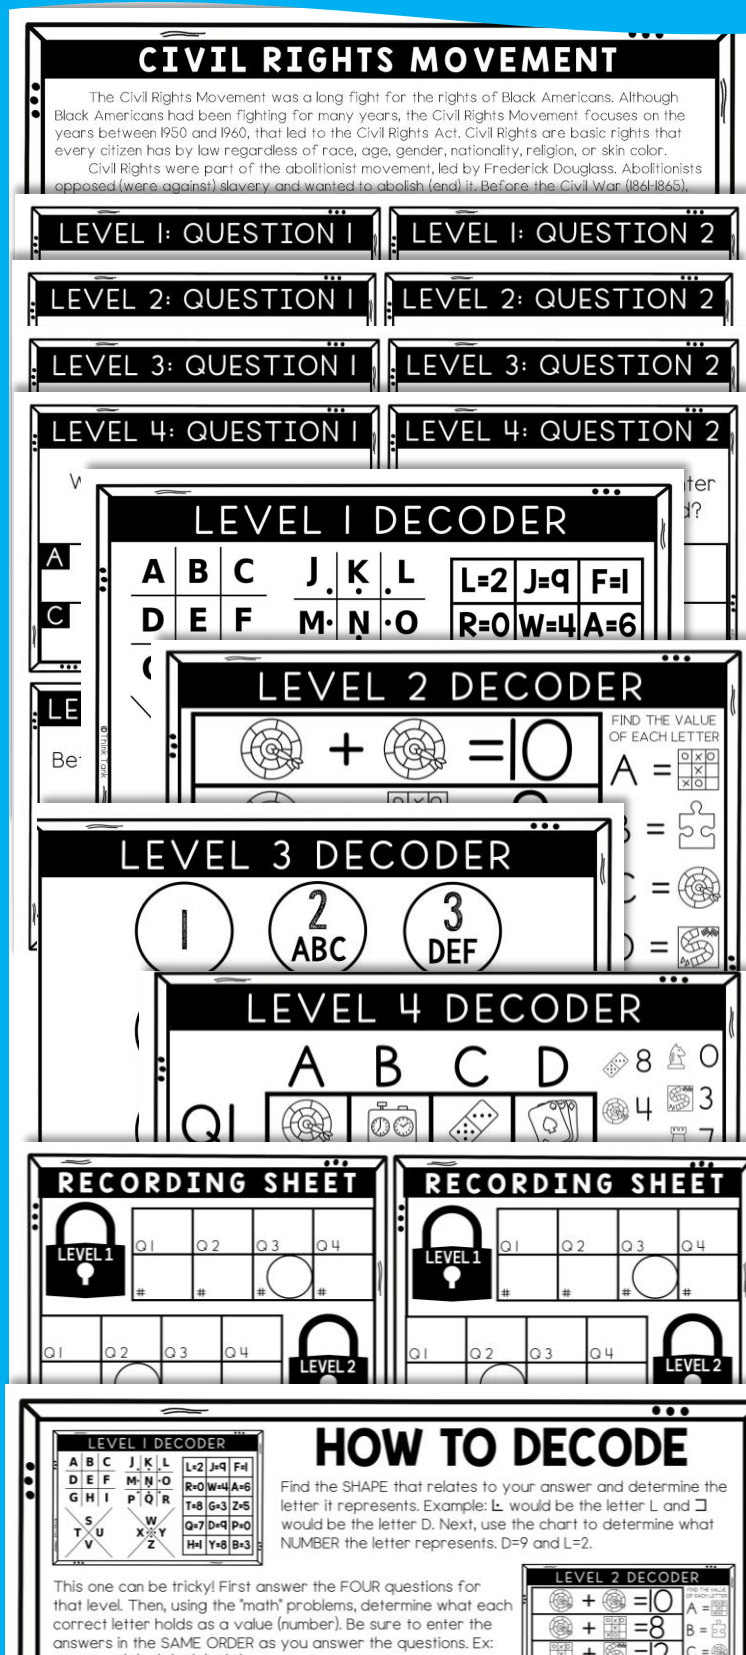 CIVIL RIGHTS MOVEMENT
The Civil Rights Movement was a long fight for the rights of Black Americans. Although
Black Americans had been fighting for many years, the Civil Rights Movement focuses on the
years between 1950 and 1960, that led to the Civil Rights Act. Civil Rights are basic rights that
every citizen has by law regardless of race, age, gender, nationality, religion, or skin color.
Civil Rights were part of the abolitionist movement, led by Frederick Douglass. Abolitionists
opposed (were against) slavery and wanted to abolish (end) it. Before the Civil War (1861-1865),
LEVEL 1: QUESTION 1
LEVEL 1: QUESTION 2
LEVEL 2: QUESTION 1
LEVEL 2: QUESTION 2
LEVEL 3: QUESTION 1
LEVEL 3: QUESTION 2
LEVEL 4: QUESTION 1
LEVEL 4: QUESTION 2
A
C
LE
LEVEL 1 DECODER
A B C
D E F
J K L
M N O
L=2 J=9 F=1
R=0 W=4 A=6
© Think Tank
LEVEL 2 DECODER
+ =10
FIND THE VALUE
OF EACH LETTER
A =
=
=
=
LEVEL 3 DECODER
1
2
ABC
3
DEF
LEVEL 4 DECODER
A B C D
Q1
8 0
4 3
7
RECORDING SHEET
LEVEL 1
Q1 Q2 Q3 Q4
# # # #
Q1 Q2 Q3 Q4
LEVEL 2
RECORDING SHEET
LEVEL 1
Q1 Q2 Q3 Q4
# # # #
Q1 Q2 Q3 Q4
LEVEL 2
LEVEL 1 DECODER
A B C
D E F
G H I
J K L
M N O
P Q R
S
T U
V
W
X Y
Z
L=2 J=9 F=1
R=0 W=4 A=6
T=8 G=3 Z=5
Q=7 D=9 P=0
H=1 Y=8 B=3
HOW TO DECODE
Find the SHAPE that relates to your answer and determine the
letter it represents. Example: would be the letter L and
would be the letter D. Next, use the chart to determine what
NUMBER the letter represents. D=9 and L=2.
This one can be tricky! First answer the FOUR questions for
that level. Then, using the "math" problems, determine what each
correct letter holds as a value (number). Be sure to enter the
answers in the SAME ORDER as you answer the questions. Ex:
LEVEL 2 DECODER
+ =10
+ =8
+ =12
A =
B =
C =